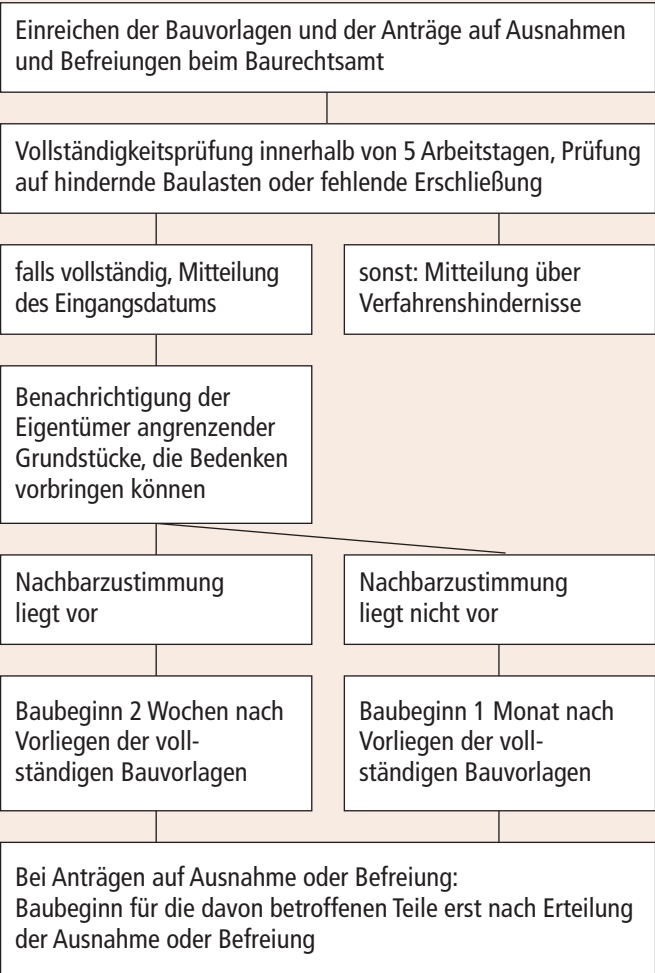 Einreichen der Bauvorlagen und der Anträge auf Ausnahmen
und Befreiungen beim Baurechtsamt
Vollständigkeitsprüfung innerhalb von 5 Arbeitstagen, Prüfung
auf hindernde Baulasten oder fehlende Erschließung
falls vollständig, Mitteilung
des Eingangsdatums
sonst: Mitteilung über
Verfahrenshindernisse
Benachrichtigung der
Eigentümer angrenzender
Grundstücke, die Bedenken
vorbringen können
Nachbarzustimmung
liegt vor
Nachbarzustimmung
liegt nicht vor
Baubeginn 2 Wochen nach
Vorliegen der voll-
ständigen Bauvorlagen
Baubeginn 1 Monat nach
Vorliegen der voll-
ständigen Bauvorlagen
Bei Anträgen auf Ausnahme oder Befreiung:
Baubeginn für die davon betroffenen Teile erst nach Erteilung
der Ausnahme oder Befreiung